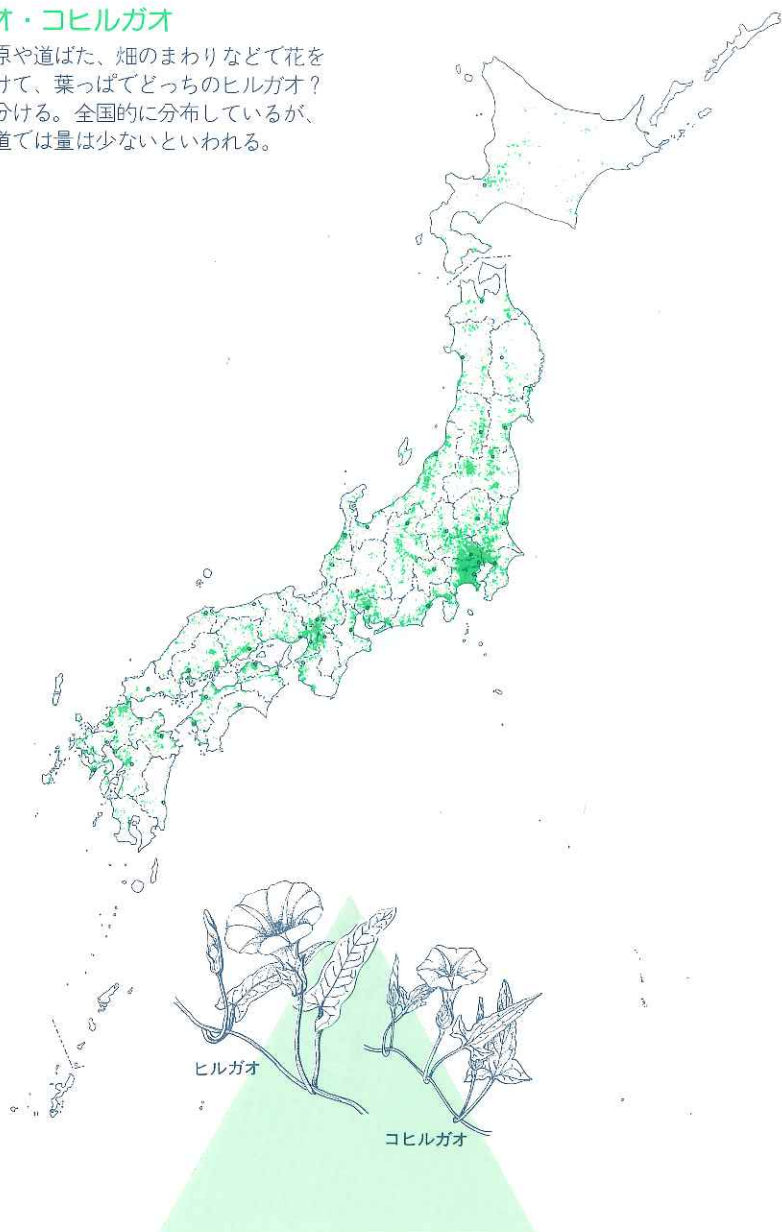 オ・コヒルガオ
原や道ばた、畑のまわりなどで花を
けて、葉っぱでどっちのヒルガオ？
分ける。全国的に分布しているが、
道では量は少ないといわれる。
ヒルガオ
コヒルガオ